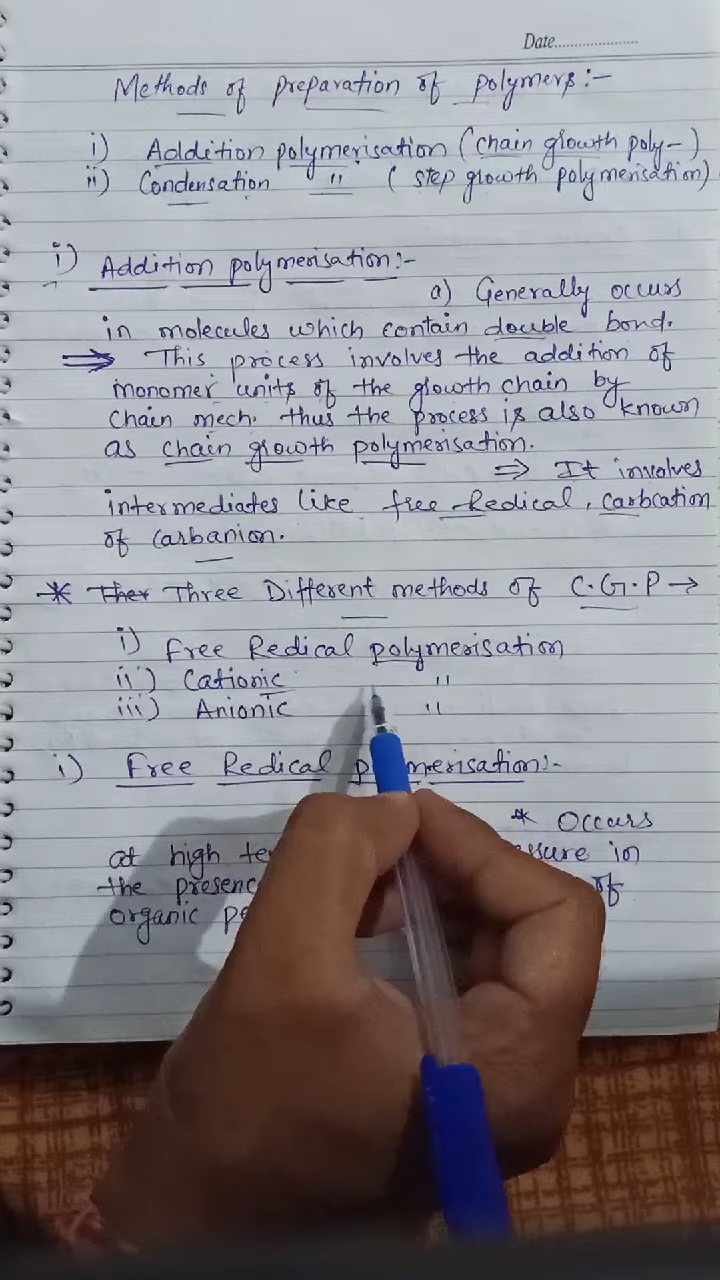 Date....................
Methods of preparation of polymers:-
i) Addition polymerisation (chain growth poly-)
ii) Condensation " ( step growth polymerisation)
i) Addition polymerisation:-
a) Generally occurs
in molecules which contain double bond.
⇒ This process involves the addition of
monomer units of the growth chain by
chain mech. thus the process is also known
as chain growth polymerisation.
⇒ It involves
intermediates like free Redical, carbcation
of carbanion.
* Ther Three Different methods of C.G.P →
i) Free Redical polymerisation
ii) Cationic "
iii) Anionic "
i) Free Redical merisation:-
* Occurs
at high in
the of
organic